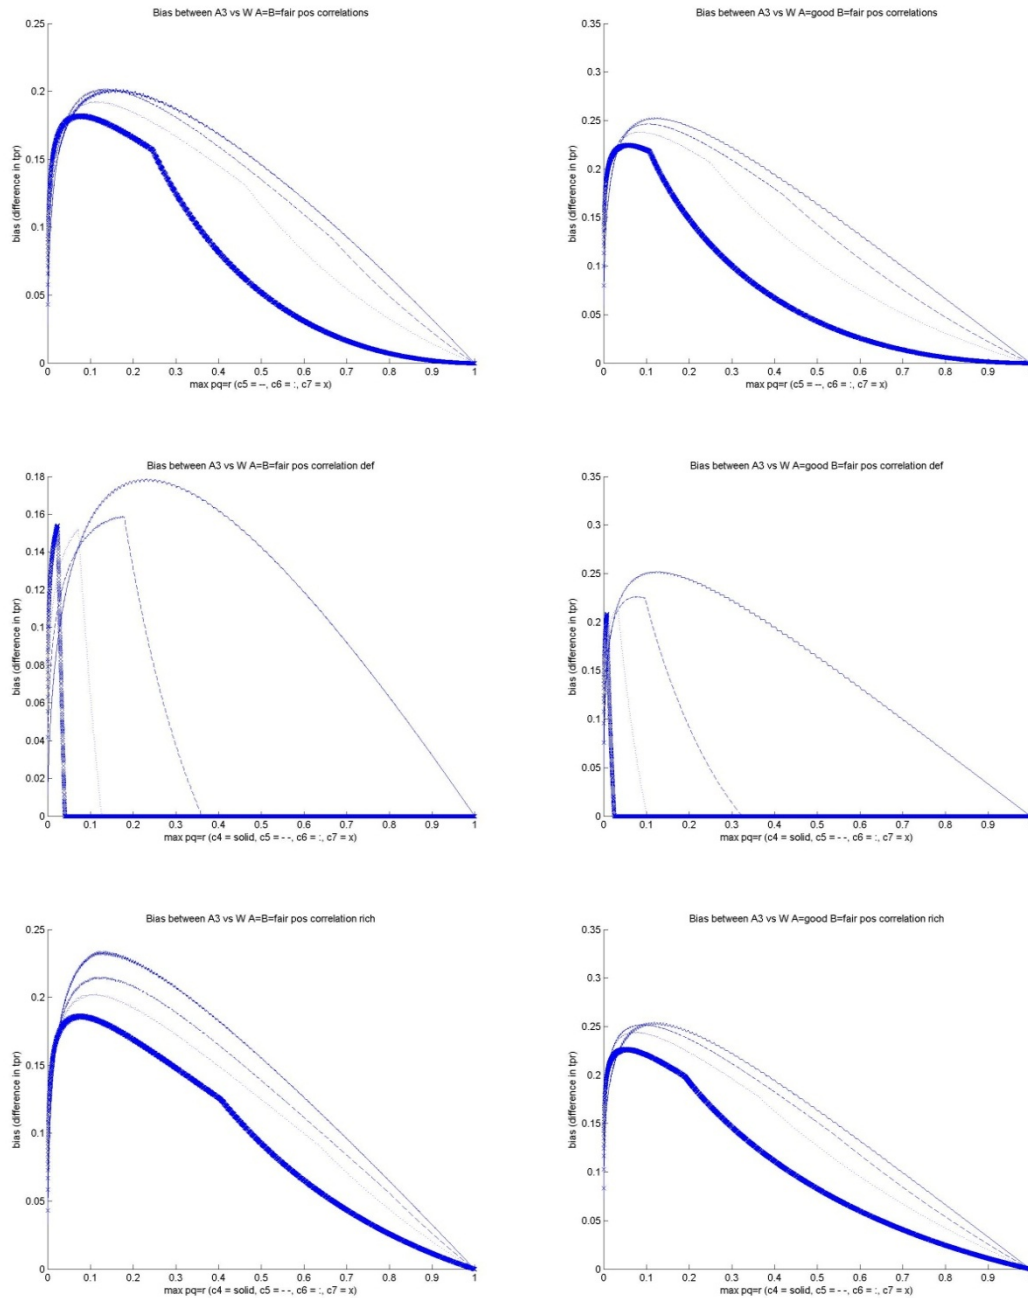 Bias between A3 vs W A=B=fair pos correlations
0.25
0.2
0.15
0.1
0.05
0
bias (difference in tpr)
0 0.1 0.2 0.3 0.4 0.5 0.6 0.7 0.8 0.9 1
max pq=r (c5 = --, c6 = :, c7 = x)
Bias between A3 vs W A=good B=fair pos correlations
0.35
0.3
0.25
0.2
0.15
0.1
0.05
0
bias (difference in tpr)
0 0.1 0.2 0.3 0.4 0.5 0.6 0.7 0.8 0.9
max pq=r (c5 = --, c6 = :, c7 = x)
Bias between A3 vs W A=B=fair pos correlation def
0.18
0.16
0.14
0.12
0.1
0.08
0.06
0.04
0.02
0
bias (difference in tpr)
0 0.1 0.2 0.3 0.4 0.5 0.6 0.7 0.8 0.9 1
max pq=r (c4 = solid, c5 = - -, c6 = :, c7 = x)
Bias between A3 vs W A=good B=fair pos correlation def
0.35
0.3
0.25
0.2
0.15
0.1
0.05
0
bias (difference in tpr)
0 0.1 0.2 0.3 0.4 0.5 0.6 0.7 0.8 0.9
max pq=r (c4 = solid, c5 = - -, c6 = :, c7 = x)
Bias between A3 vs W A=B=fair pos correlation rich
0.25
0.2
0.15
0.1
0.05
0
bias (difference in tpr)
0 0.1 0.2 0.3 0.4 0.5 0.6 0.7 0.8 0.9 1
max pq=r (c4 = solid, c5 = - -, c6 = :, c7 = x)
Bias between A3 vs W A=good B=fair pos correlation rich
0.35
0.3
0.25
0.2
0.15
0.1
0.05
0
bias (difference in tpr)
0 0.1 0.2 0.3 0.4 0.5 0.6 0.7 0.8 0.9
max pq=r (c4 = solid, c5 = - -, c6 = :, c7 = x)